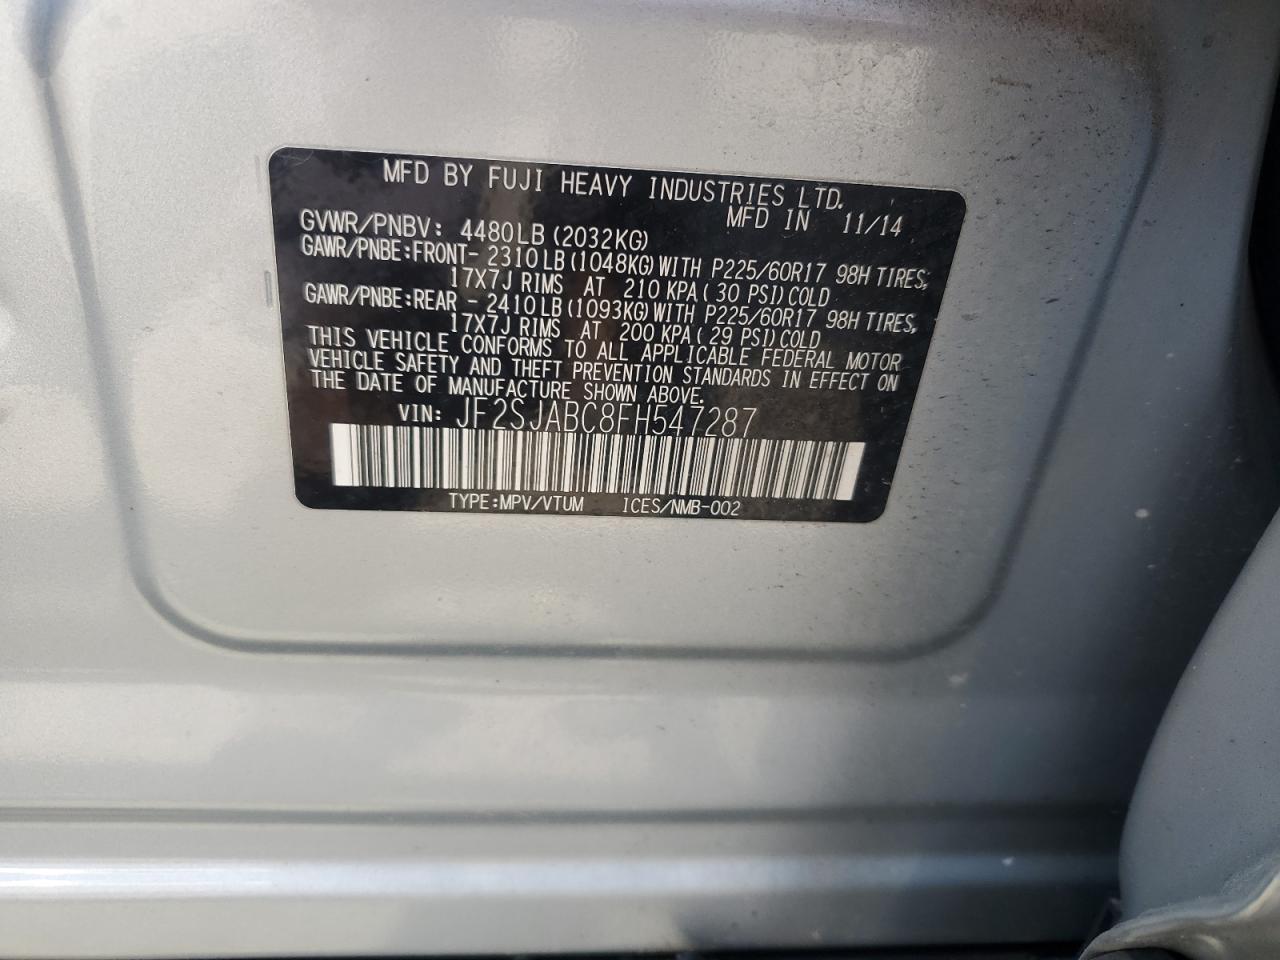 MFD BY FUJI HEAVY INDUSTRIES LTD.
MFD IN 11/14
GVWR/PNBV: 4480LB(2032KG)
GAWR/PNBE:FRONT- 2310LB(1048KG)WITH P225/60R17 98H TIRES,
17X7J RIMS AT 210 KPA(30 PSI)COLD
GAWR/PNBE:REAR - 2410LB(1093KG)WITH P225/60R17 98H TIRES,
17X7J RIMS AT 200 KPA(29 PSI)COLD
THIS VEHICLE CONFORMS TO ALL APPLICABLE FEDERAL MOTOR
VEHICLE SAFETY AND THEFT PREVENTION STANDARDS IN EFFECT ON
THE DATE OF MANUFACTURE SHOWN ABOVE.
VIN: JF2SJABC8FH547287
TYPE:MPV/VTUM ICES/NMB-002